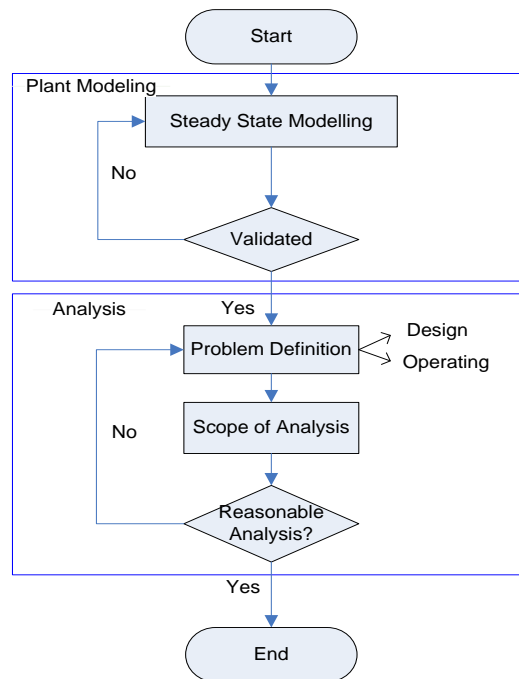 Start
Plant Modeling
Steady State Modelling
No
Validated
Yes
Analysis
Problem Definition
Design
Operating
Scope of Analysis
No
Reasonable
Analysis?
Yes
End